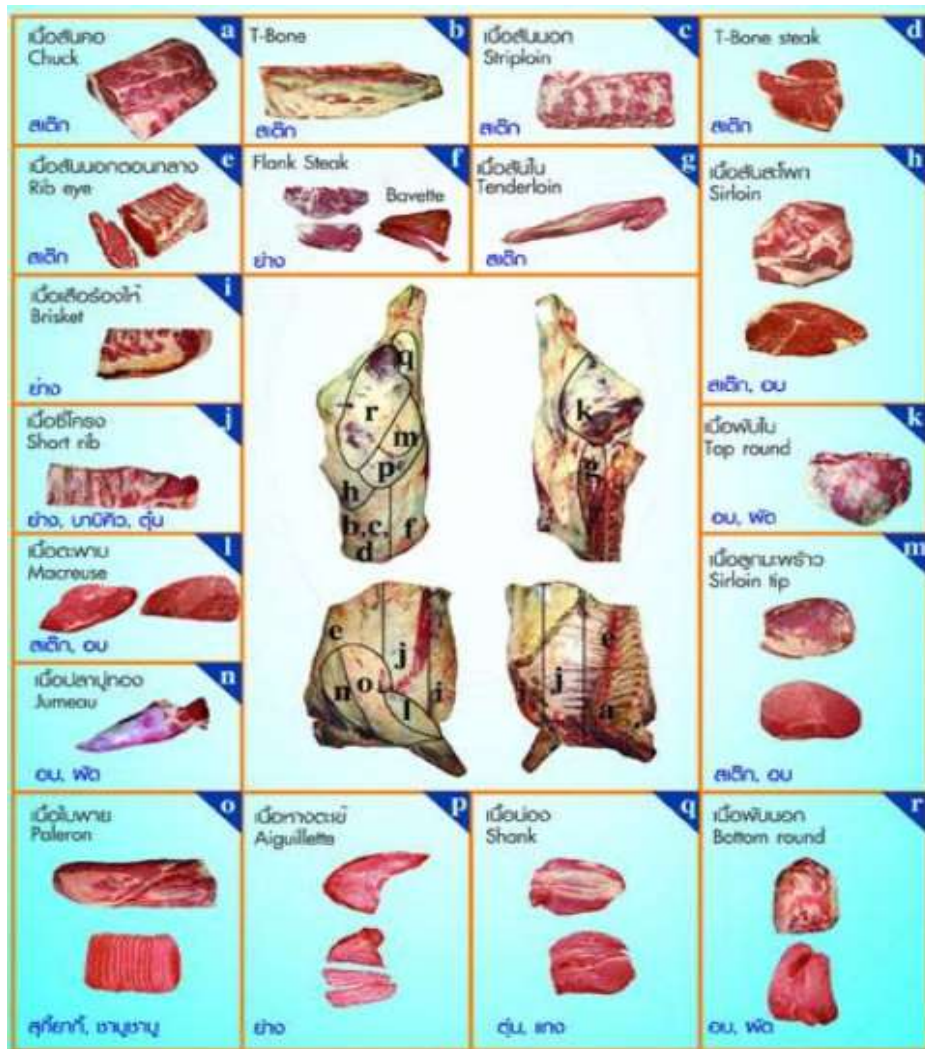 เนื้อสันคอ
Chuck
a
สเต๊ก
T-Bone
b
สเต๊ก
เนื้อสันนอก
Striploin
c
สเต๊ก
T-Bone steak
d
สเต๊ก
เนื้อสันนอกตอนกลาง
Rib eye
e
สเต๊ก
Flank Steak
f
Bavette
ย่าง
เนื้อสันใน
Tenderloin
g
สเต๊ก
เนื้อสันสะโพก
Sirloin
h
สเต๊ก, อบ
เนื้อเสือร้องไห้
Brisket
i
ย่าง
เนื้อซี่โครง
Short rib
j
ย่าง, บาบิคิว, ตุ๋น
เนื้อพับใน
Top round
k
อบ, ผัด
เนื้อตะพาบ
Macreuse
l
สเต๊ก, อบ
เนื้อลูกมะพร้าว
Sirloin tip
m
สเต๊ก, อบ
เนื้อปลาบู่ทอง
Jumeau
n
อบ, ผัด
q
r
m
p
h
b, c, f
d
k
g
e
j
n o
l
i
e
j
i
a
เนื้อใบพาย
Paleron
o
สุกี้ยากี้, ชาบูชาบู
เนื้อหางตะเข้
Aiguillette
p
ย่าง
เนื้อน่อง
Shank
q
ตุ๋น, แกง
เนื้อพับนอก
Bottom round
r
อบ, ผัด